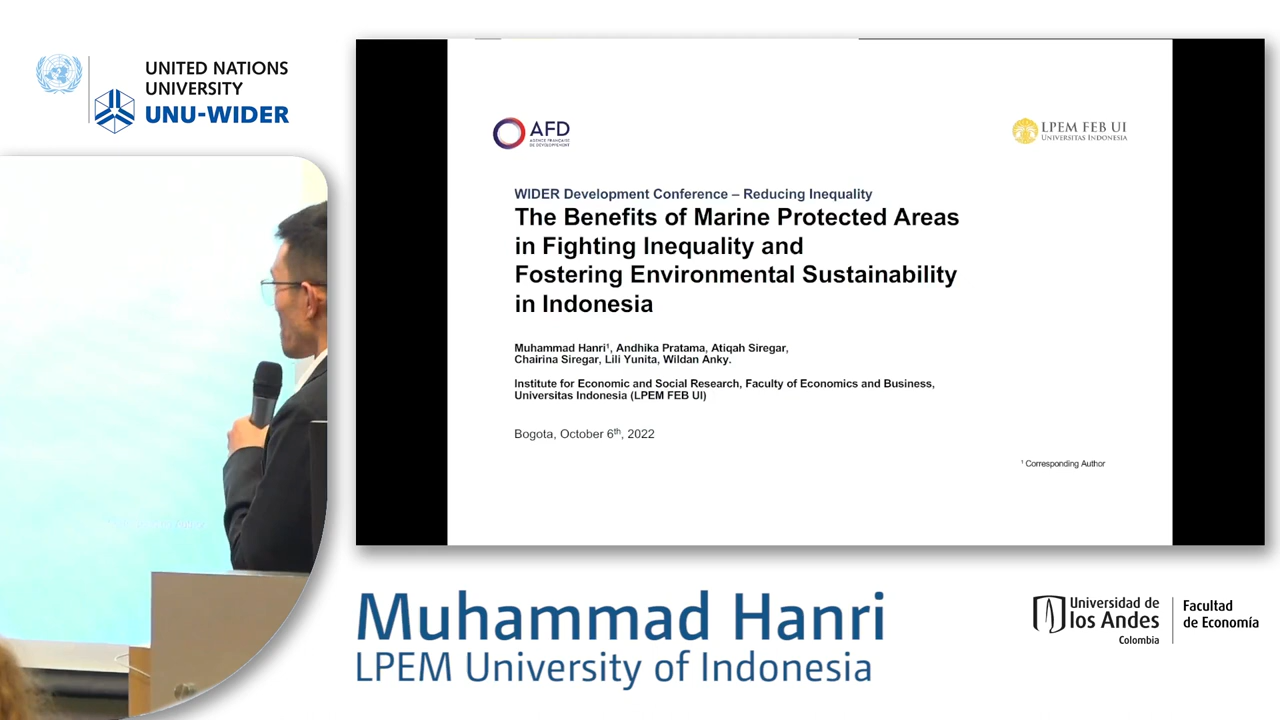 UNITED NATIONS
UNIVERSITY
UNU-WIDER
AFD
AGENCE FRANÇAISE
DE DÉVELOPPEMENT
LPEM FEB UI
UNIVERSITAS INDONESIA
WIDER Development Conference – Reducing Inequality
The Benefits of Marine Protected Areas
in Fighting Inequality and
Fostering Environmental Sustainability
in Indonesia
Muhammad Hanri¹, Andhika Pratama, Atiqah Siregar,
Chairina Siregar, Lili Yunita, Wildan Anky.
Institute for Economic and Social Research, Faculty of Economics and Business,
Universitas Indonesia (LPEM FEB UI)
Bogota, October 6th, 2022
¹ Corresponding Author
Muhammad Hanri
LPEM University of Indonesia
Universidad de
los Andes
Colombia
Facultad
de Economía